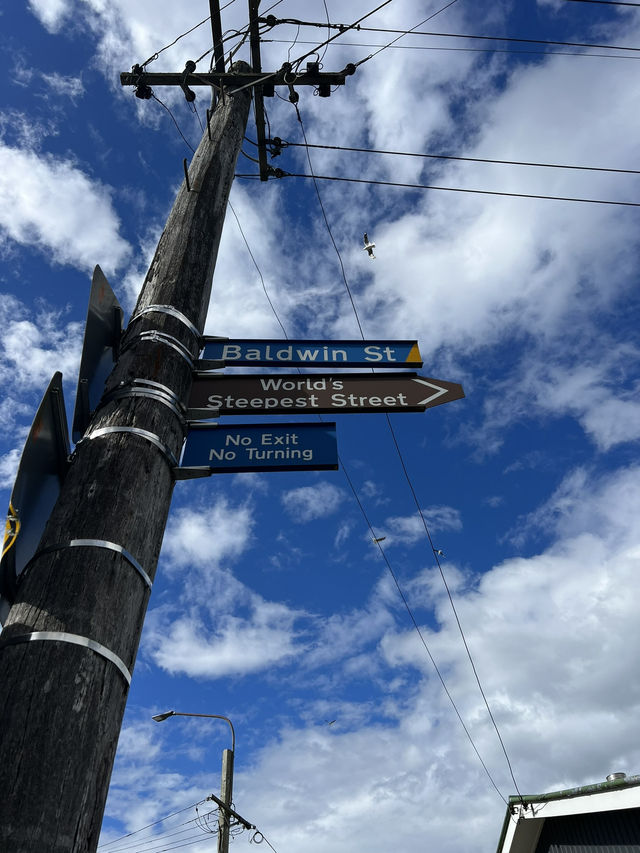 Baldwin St
World's
Steepest Street
No Exit
No Turning